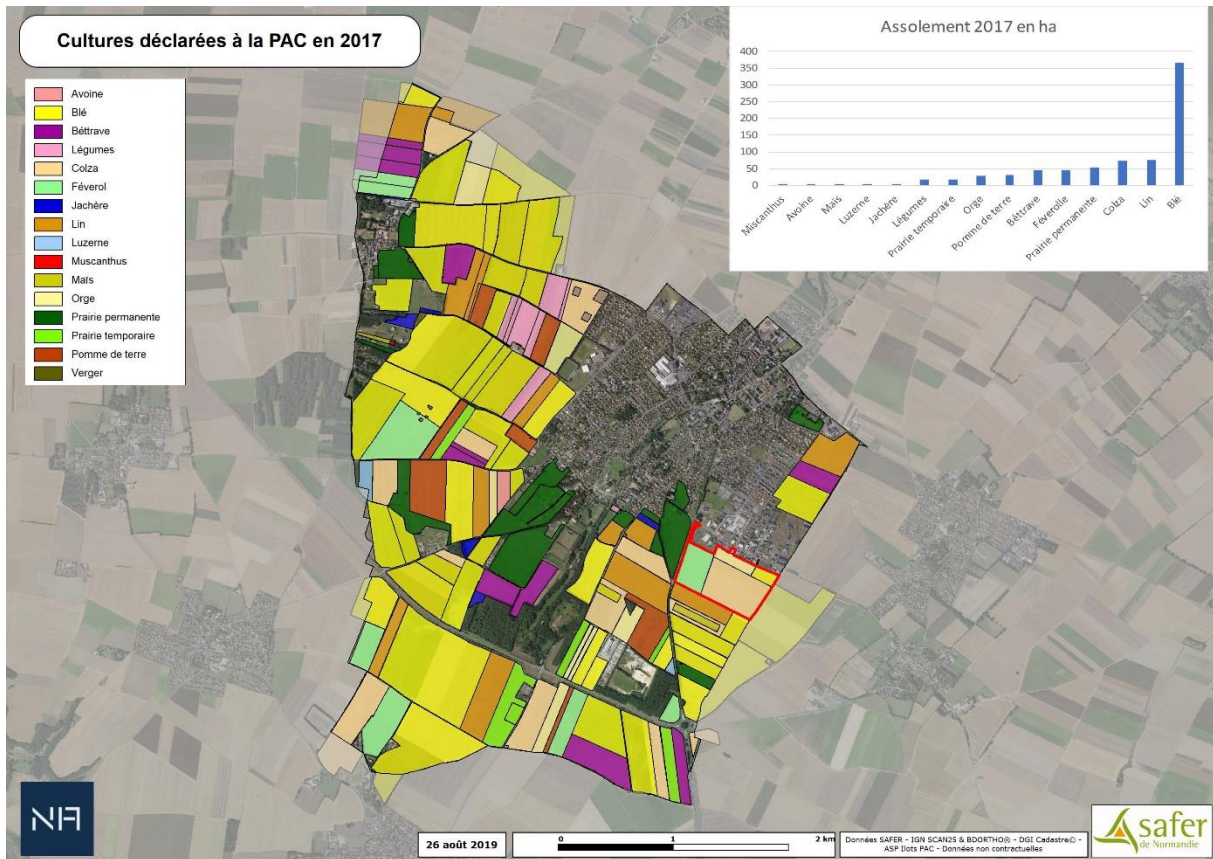 Cultures déclarées à la PAC en 2017
Avoine
Blé
Béttrave
Légumes
Colza
Féverol
Jachère
Lin
Luzerne
Muscanthus
Maïs
Orge
Prairie permanente
Prairie temporaire
Pomme de terre
Verger
Assolement 2017 en ha
400
350
300
250
200
150
100
50
0
Miscanthus
Avoine
Maïs
Luzerne
Jachère
Légumes
Prairie temporaire
Orge
Pomme de terre
Béttrave
Féverolle
Prairie permanente
Colza
Lin
Blé
NA
26 août 2019
0 1 2 km
Données SAFER - IGN SCAN25 & BDORTHO® - DGI Cadastre© -
ASP Ilots PAC - Données non contractuelles
safer
de Normandie